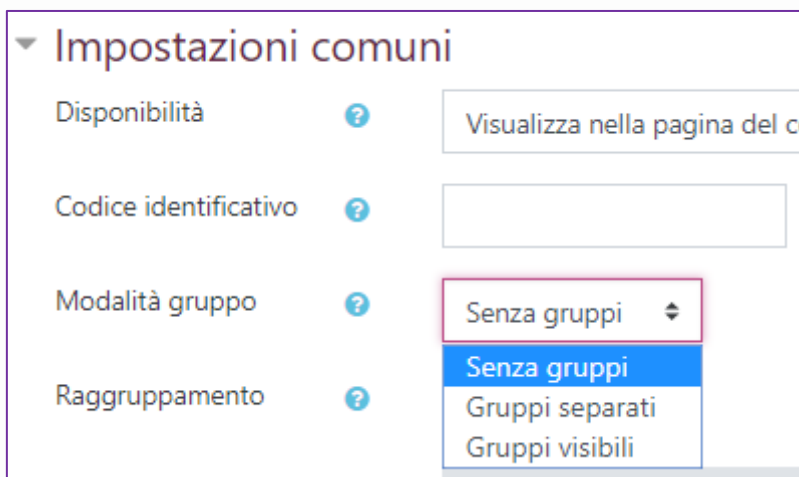 Impostazioni comuni
Disponibilità
Visualizza nella pagina del
Codice identificativo
Modalità gruppo
Senza gruppi
Senza gruppi
Gruppi separati
Gruppi visibili
Raggruppamento